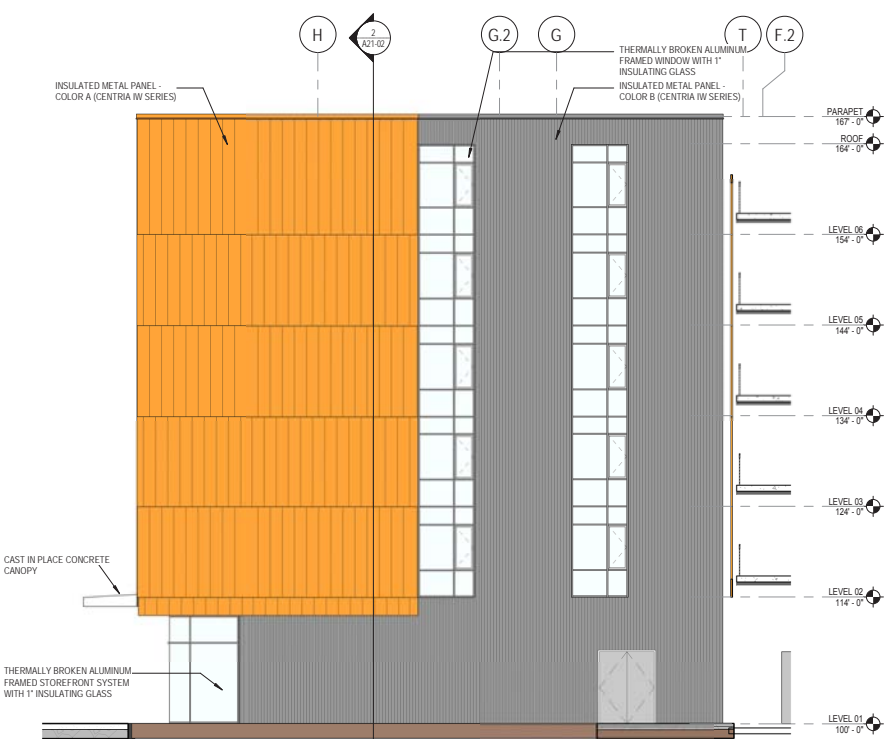 H
2
A21-02
G.2
G
T
F.2
THERMALLY BROKEN ALUMINUM
FRAMED WINDOW WITH 1"
INSULATING GLASS
INSULATED METAL PANEL -
COLOR A (CENTRIA IW SERIES)
INSULATED METAL PANEL -
COLOR B (CENTRIA IW SERIES)
PARAPET
167' - 0"
ROOF
164' - 0"
LEVEL 06
154' - 0"
LEVEL 05
144' - 0"
LEVEL 04
134' - 0"
LEVEL 03
124' - 0"
CAST IN PLACE CONCRETE
CANOPY
LEVEL 02
114' - 0"
THERMALLY BROKEN ALUMINUM
FRAMED STOREFRONT SYSTEM
WITH 1" INSULATING GLASS
LEVEL 01
100' - 0"